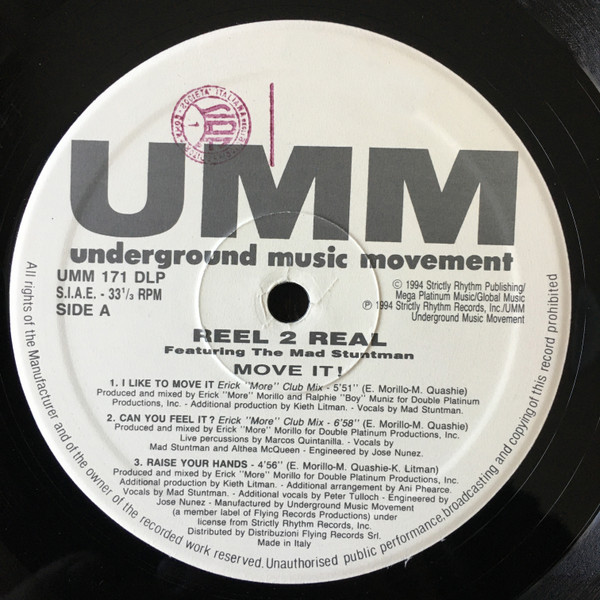 SOCIETA' ITALIANA
UMM
underground music movement
UMM 171 DLP
S.I.A.E. - 33¹/₃ RPM
SIDE A
© 1994 Strictly Rhythm Publishing/
Mega Platinum Music/Global Music
℗ 1994 Strictly Rhythm Records, Inc./UMM
Underground Music Movement
REEL 2 REAL
Featuring The Mad Stuntman
MOVE IT!
1. I LIKE TO MOVE IT Erick "More" Club Mix - 5'51" (E. Morillo-M. Quashie)
Produced and mixed by Erick "More" Morillo and Ralphie "Boy" Muniz for Double Platinum
Productions, Inc. - Additional production by Kieth Litman. - Vocals by Mad Stuntman.
2. CAN YOU FEEL IT? Erick "More" Club Mix - 6'58" (E. Morillo-M. Quashie)
Produced and mixed by Erick "More" Morillo for Double Platinum Productions, Inc.
Live percussions by Marcos Quintanilla. - Vocals by
Mad Stuntman and Althea McQueen - Engineered by Jose Nunez.
3. RAISE YOUR HANDS - 4'56" (E. Morillo-M. Quashie-K. Litman)
Produced and mixed by Erick "More" Morillo for Double Platinum Productions, Inc.
Additional production by Kieth Litman. - Additional arrangement by Ani Phearce.
Vocals by Mad Stuntman. - Additional vocals by Peter Tulloch - Engineered by
Jose Nunez - Manufactured by Underground Music Movement
(a member label of Flying Records Productions) under
license from Strictly Rhythm Records, Inc.
Distributed by Distribuzioni Flying Records Srl.
Made in Italy
All rights of the Manufacturer and of the owner of the recorded work reserved. Unauthorised public performance, broadcasting and copying of this record prohibited